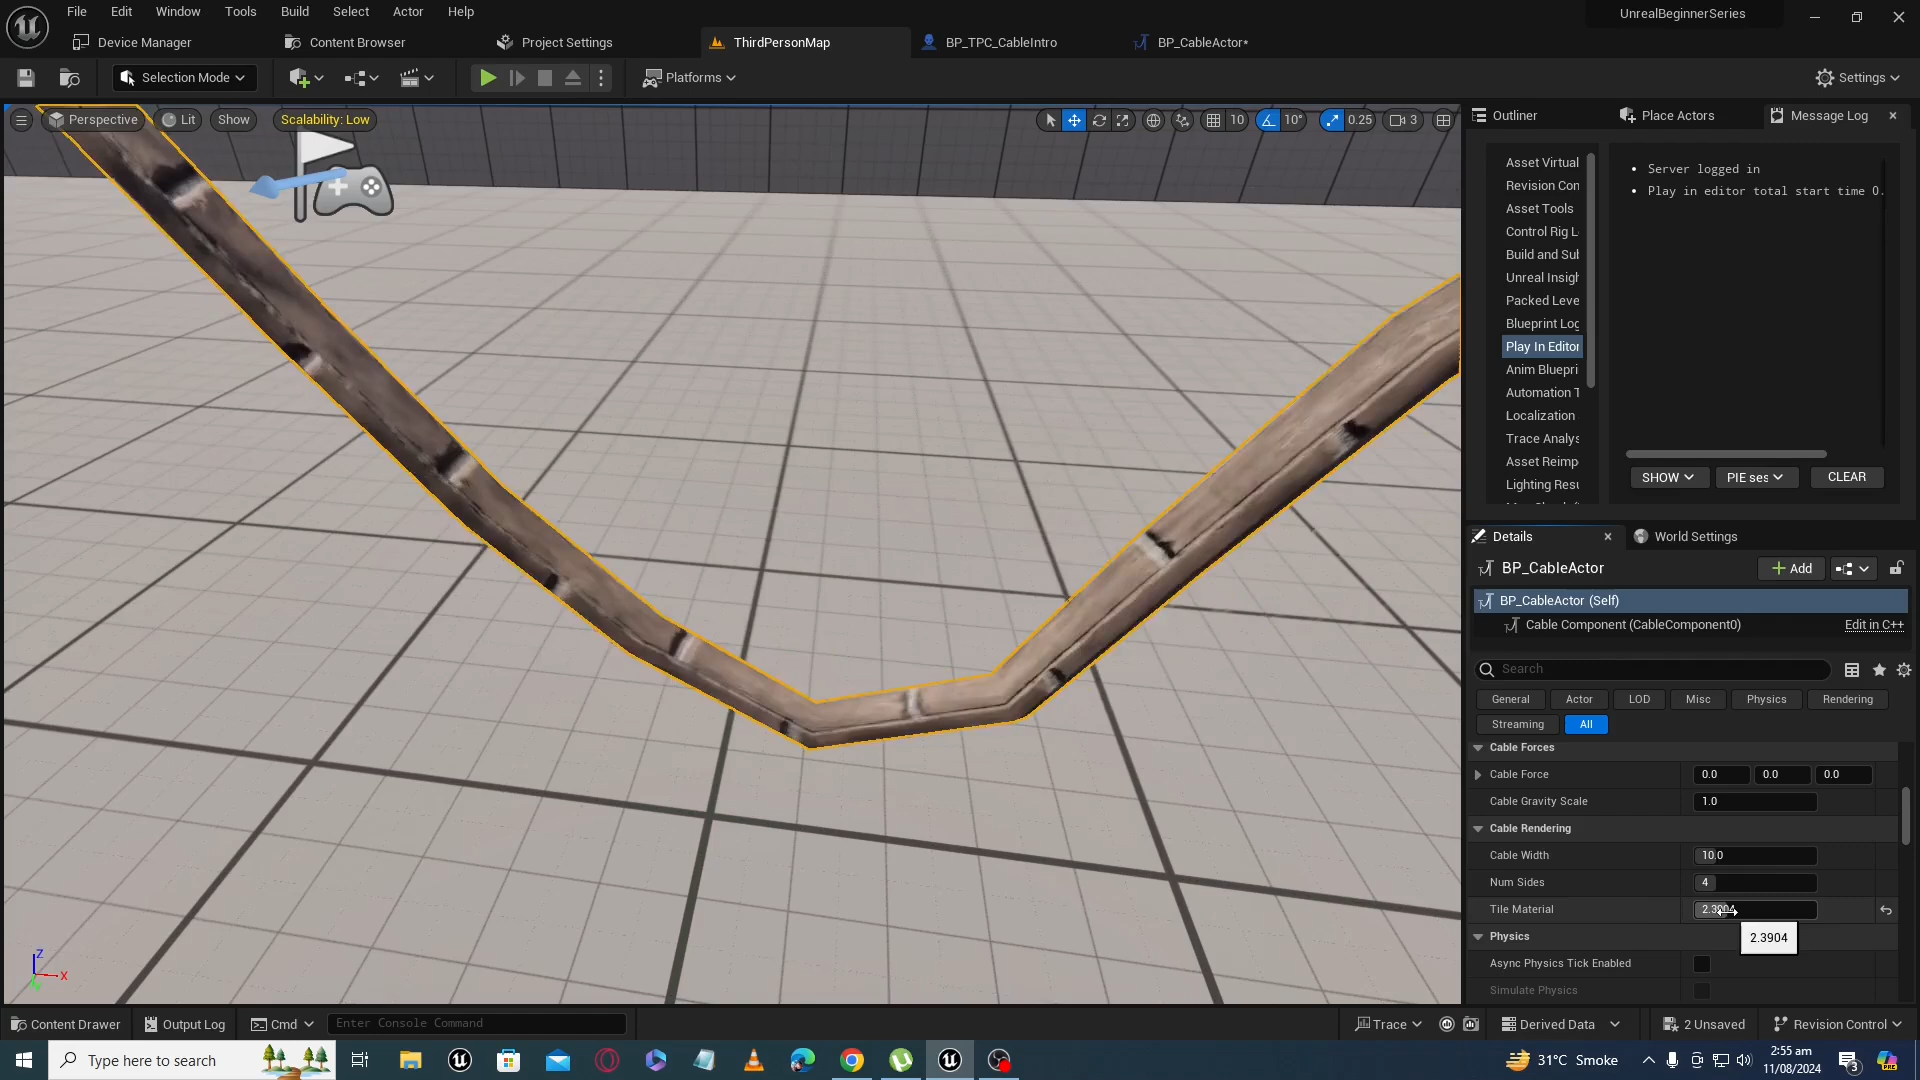 File Edit Window Tools Build Select Actor Help
UnrealBeginnerSeries
Device Manager Content Browser Project Settings ThirdPersonMap BP_TPC_CableIntro BP_CableActor*
Selection Mode Platforms Settings
Perspective Lit Show Scalability: Low 10 10° 0.25 3
Outliner Place Actors Message Log
Asset Virtual
Revision Con
Asset Tools
Control Rig L
Build and Sul
Unreal Insigh
Packed Leve
Blueprint Log
Play In Editor
Anim Bluepri
Automation T
Localization
Trace Analys
Asset Reimp
Lighting Resu
Server logged in
Play in editor total start time 0.
SHOW PIE ses CLEAR
Details World Settings
BP_CableActor Add
BP_CableActor (Self)
Cable Component (CableComponent0) Edit in C++
Search
General Actor LOD Misc Physics Rendering
Streaming All
Cable Forces
Cable Force 0.0 0.0 0.0
Cable Gravity Scale 1.0
Cable Rendering
Cable Width 10.0
Num Sides 4
Tile Material 2.3904
2.3904
Physics
Async Physics Tick Enabled
Simulate Physics
Z
X
Y
Content Drawer Output Log Cmd Enter Console Command Trace Derived Data 2 Unsaved Revision Control
Type here to search 31°C Smoke 2:55 am
11/08/2024
3
PRE